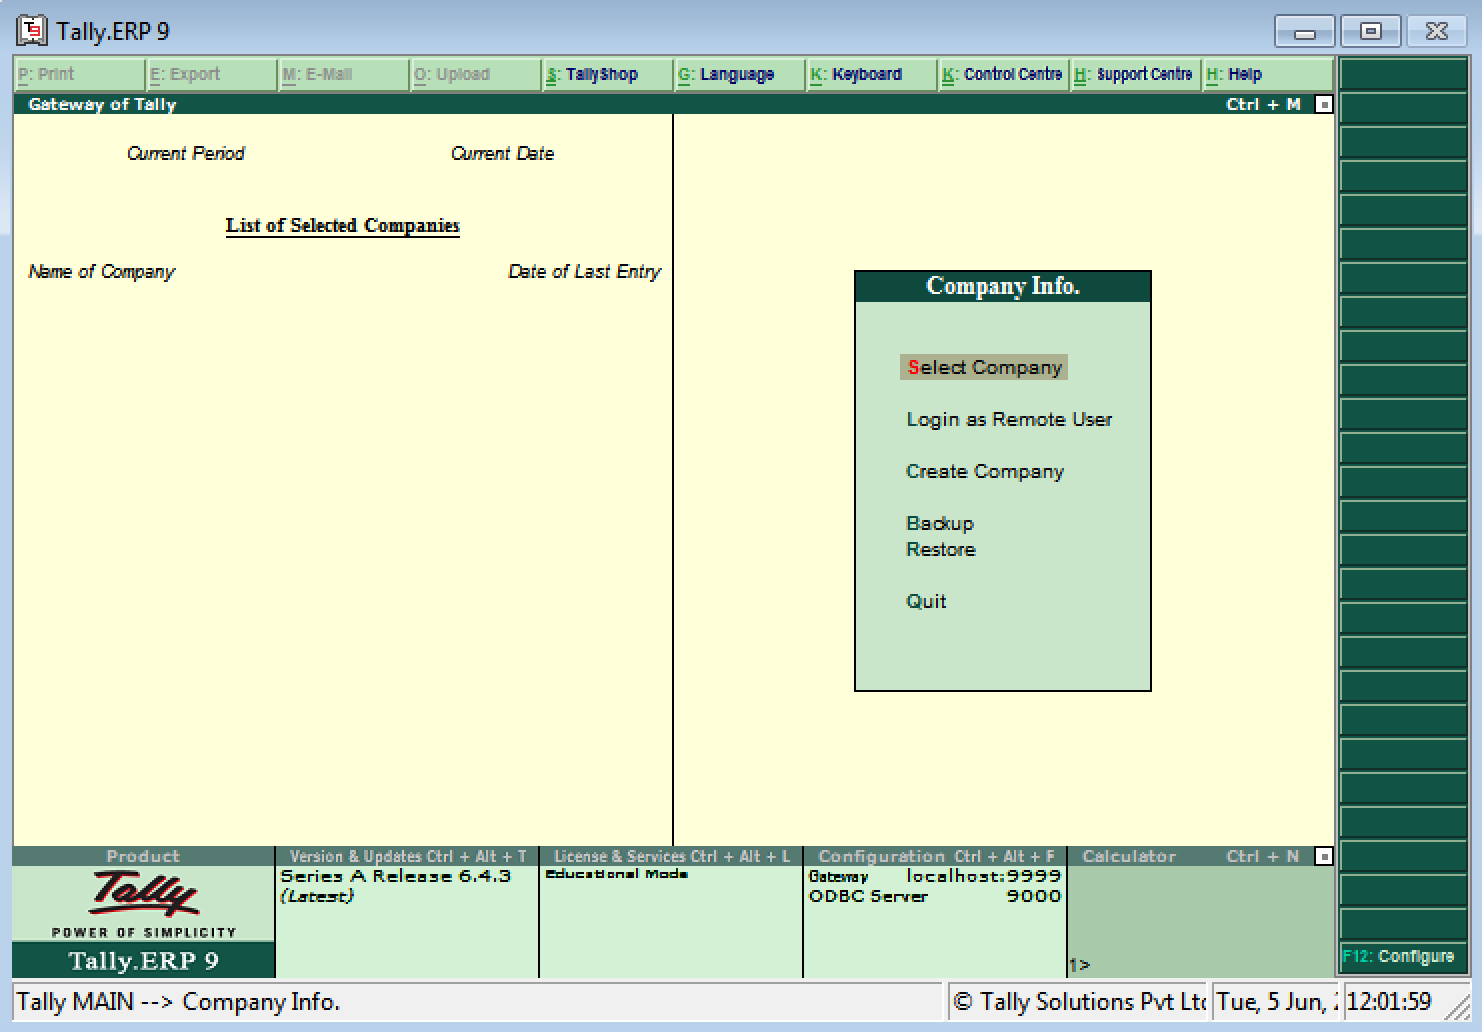 Tally.ERP 9
P: Print E: Export M: E-Mail O: Upload S: TallyShop G: Language K: Keyboard K: Control Centre H: Support Centre H: Help
Gateway of Tally Ctrl + M
Current Period Current Date
List of Selected Companies
Name of Company Date of Last Entry
Company Info.
Select Company
Login as Remote User
Create Company
Backup
Restore
Quit
Product Version & Updates Ctrl + Alt + T License & Services Ctrl + Alt + L Configuration Ctrl + Alt + F Calculator Ctrl + N
Tally
POWER OF SIMPLICITY
Tally.ERP 9
Series A Release 6.4.3
(Latest)
Educational Mode
Gateway localhost:9999
ODBC Server 9000
1>
F12: Configure
Tally MAIN --> Company Info. © Tally Solutions Pvt Tue, 5 Jun, 12:01:59